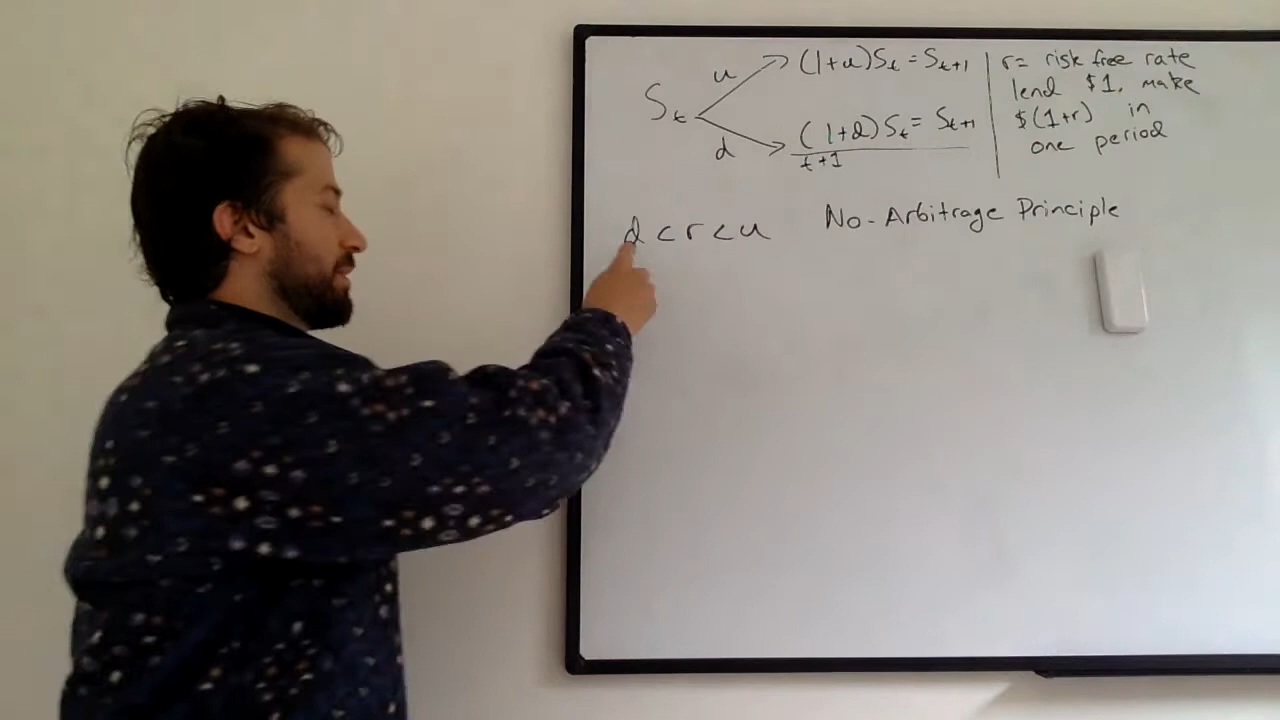 u
(1+u)S_t = S_t+1
S_t
d
(1+d)S_t = S_t+1
t+1
r = risk free rate
lend $1, make
$(1+r) in
one period
d < r < u
No-Arbitrage Principle